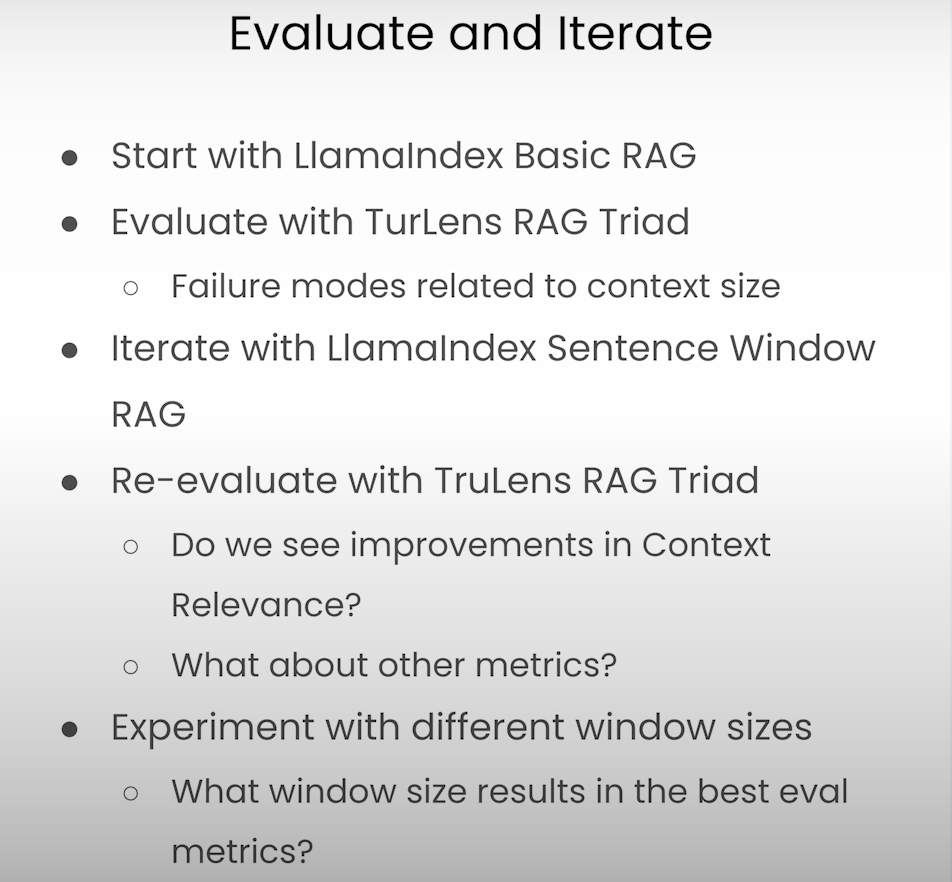 Evaluate and Iterate
● Start with LlamaIndex Basic RAG
● Evaluate with TurLens RAG Triad
○ Failure modes related to context size
● Iterate with LlamaIndex Sentence Window
RAG
● Re-evaluate with TruLens RAG Triad
○ Do we see improvements in Context
Relevance?
○ What about other metrics?
● Experiment with different window sizes
○ What window size results in the best eval
metrics?